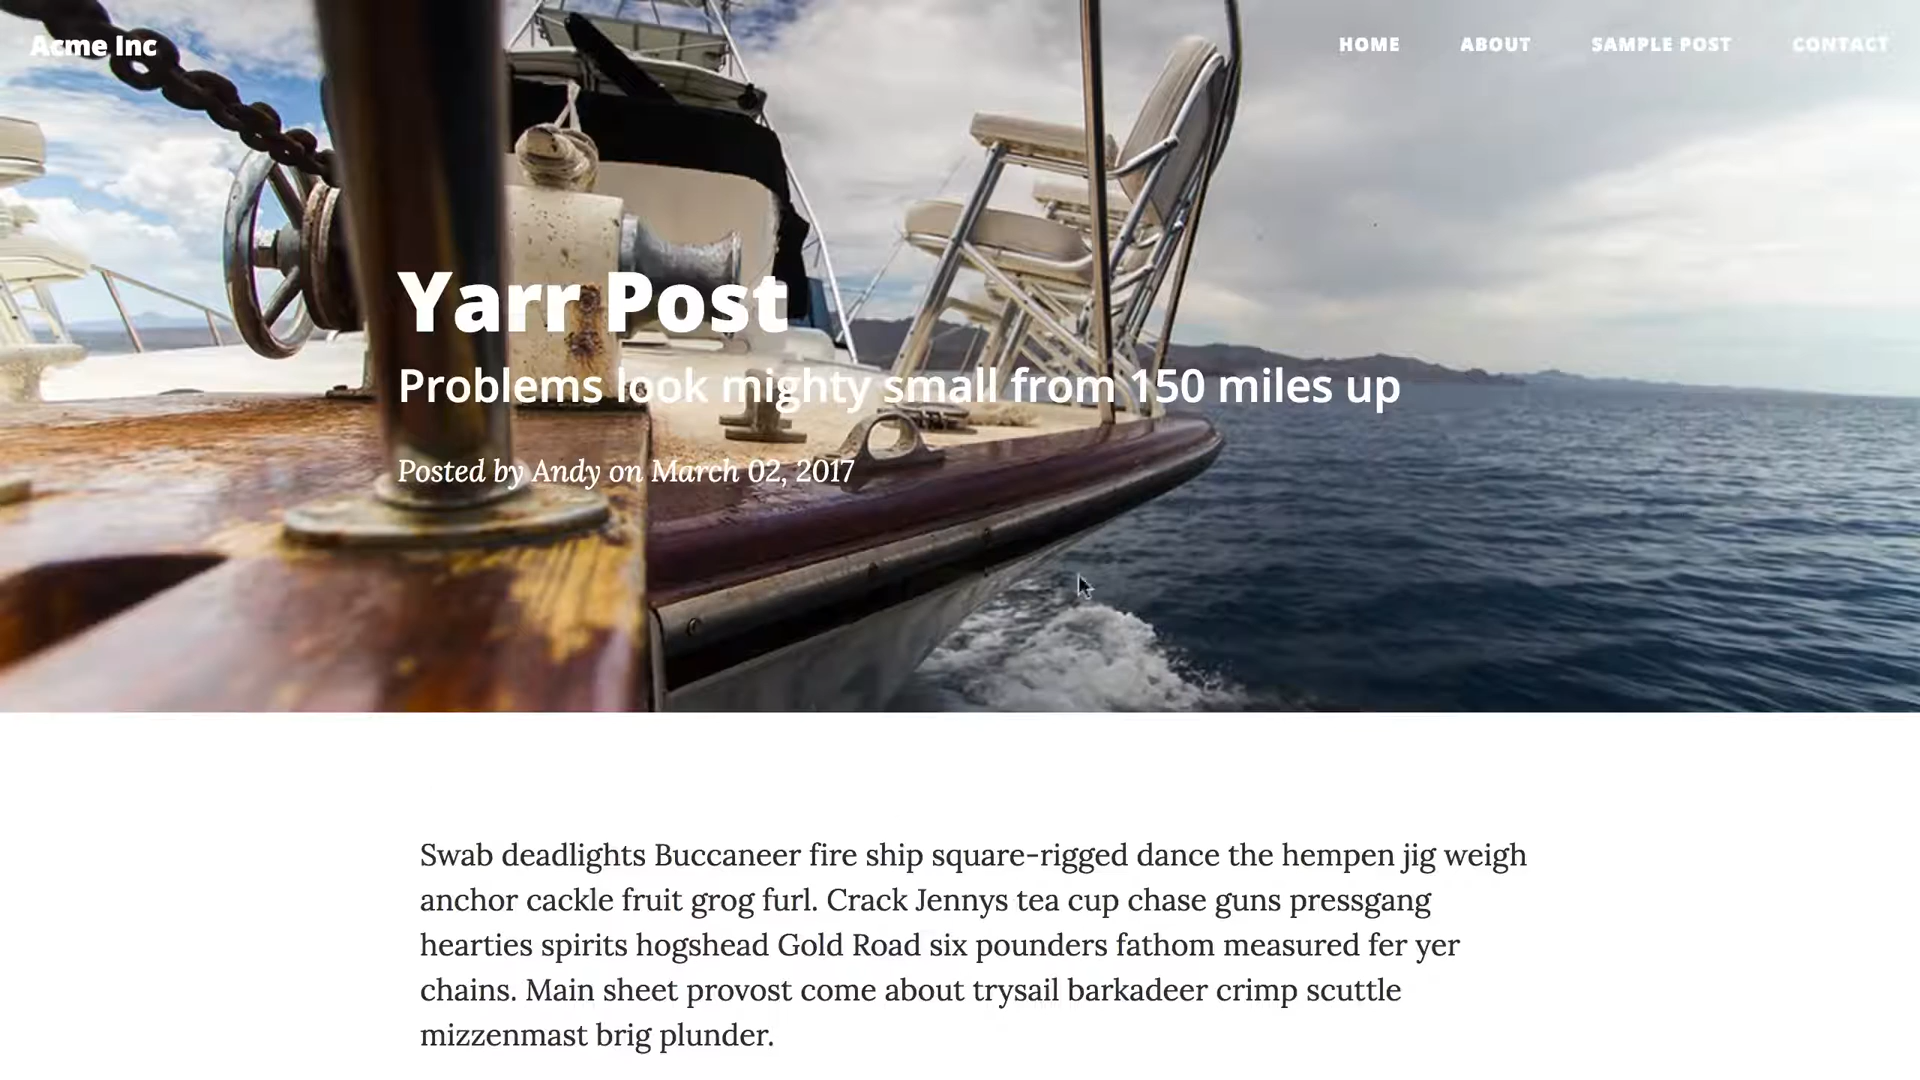 Acme Inc
HOME ABOUT SAMPLE POST CONTACT
Yarr Post
Problems look mighty small from 150 miles up
Posted by Andy on March 02, 2017
Swab deadlights Buccaneer fire ship square-rigged dance the hempen jig weigh
anchor cackle fruit grog furl. Crack Jennys tea cup chase guns pressgang
hearties spirits hogshead Gold Road six pounders fathom measured fer yer
chains. Main sheet provost come about trysail barkadeer crimp scuttle
mizzenmast brig plunder.